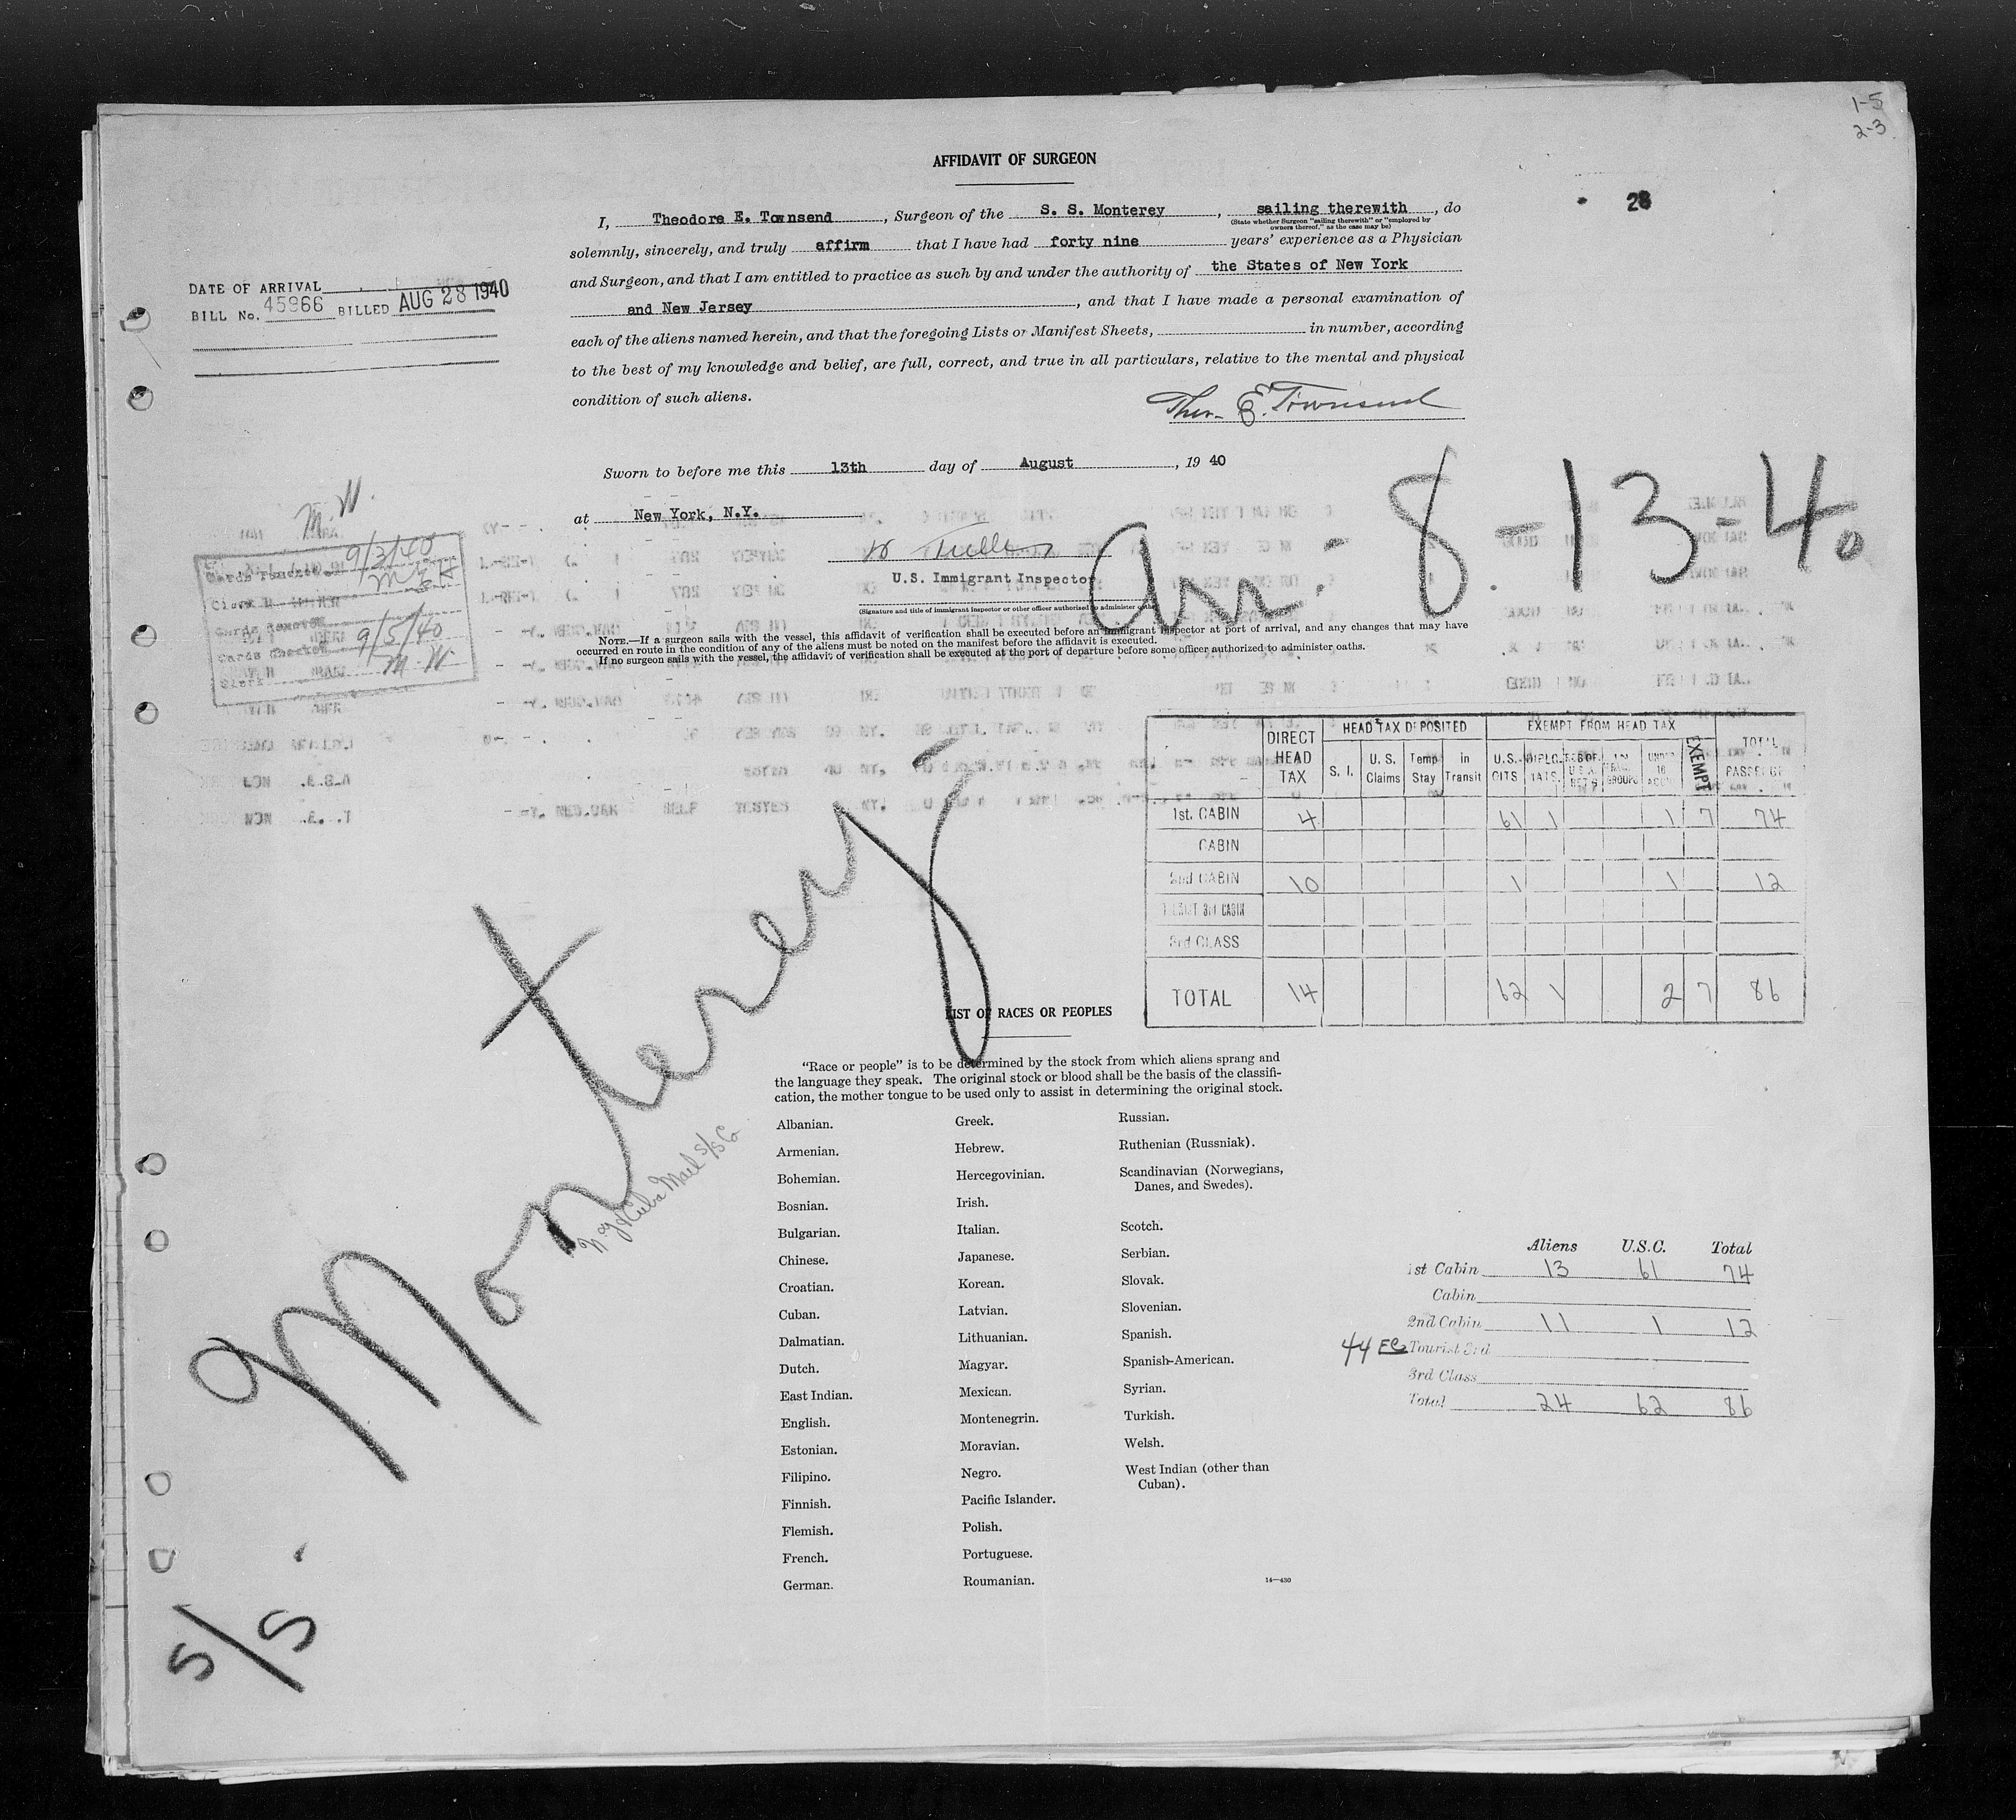 1-5
2-3
AFFIDAVIT OF SURGEON
28
I, Theodore E. Townsend, Surgeon of the S. S. Monterey, sailing therewith, do
(State whether Surgeon "sailing therewith" or "employed by
owners thereof," as the case may be)
solemnly, sincerely, and truly affirm that I have had forty nine years' experience as a Physician
and Surgeon, and that I am entitled to practice as such by and under the authority of the States of New York
and New Jersey, and that I have made a personal examination of
each of the aliens named herein, and that the foregoing Lists or Manifest Sheets, in number, according
to the best of my knowledge and belief, are full, correct, and true in all particulars, relative to the mental and physical
condition of such aliens.
DATE OF ARRIVAL
BILL No. 45966 BILLED AUG 28 1940
Theo. E. Townsend
Sworn to before me this 13th day of August, 19 40
at New York, N.Y.
U.S. Immigrant Inspector
(Signature and title of immigrant inspector or other officer authorized to administer oaths)
Arr. 8-13-40
M.W.
9/3/40
Clerk
Cards Checked 9/5/40
Clerk M.W.
NOTE.—If a surgeon sails with the vessel, this affidavit of verification shall be executed before an immigrant inspector at port of arrival, and any changes that may have
occurred en route in the condition of any of the aliens must be noted on the manifest before the affidavit is executed.
If no surgeon sails with the vessel, the affidavit of verification shall be executed at the port of departure before some officer authorized to administer oaths.
DIRECT HEAD TAX HEAD TAX DEPOSITED EXEMPT FROM HEAD TAX TOTAL
S. I. U. S. Claims Temp Stay in Transit U.S. CITS DIPLO. TATS. GROUPS UNDER 16 EXEMPT
1st. CABIN 4 61 1 1 7 74
CABIN
2nd CABIN 10 1 1 12
TOURIST 3rd CABIN
3rd CLASS
TOTAL 14 62 1 2 7 86
S/S Monterey
N.Y. & Cuba Mail S/S Co
LIST OF RACES OR PEOPLES
"Race or people" is to be determined by the stock from which aliens sprang and
the language they speak. The original stock or blood shall be the basis of the classifi-
cation, the mother tongue to be used only to assist in determining the original stock.
Albanian.
Armenian.
Bohemian.
Bosnian.
Bulgarian.
Chinese.
Croatian.
Cuban.
Dalmatian.
Dutch.
East Indian.
English.
Estonian.
Filipino.
Finnish.
Flemish.
French.
German.
Greek.
Hebrew.
Hercegovinian.
Irish.
Italian.
Japanese.
Korean.
Latvian.
Lithuanian.
Magyar.
Mexican.
Montenegrin.
Moravian.
Negro.
Pacific Islander.
Polish.
Portuguese.
Roumanian.
Russian.
Ruthenian (Russniak).
Scandinavian (Norwegians,
Danes, and Swedes).
Scotch.
Serbian.
Slovak.
Slovenian.
Spanish.
Spanish-American.
Syrian.
Turkish.
Welsh.
West Indian (other than
Cuban).
14—430
Aliens U.S.C. Total
1st Cabin 13 61 74
Cabin
2nd Cabin 11 1 12
44 EC Tourist 3rd
3rd Class
Total 24 62 86